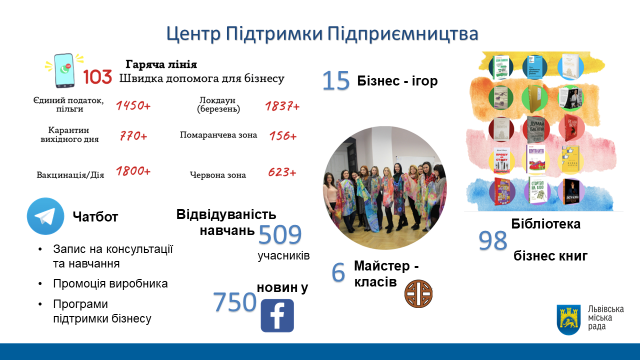 Центр Підтримки Підприємництва
103
Гаряча лінія
Швидка допомога для бізнесу
Єдиний податок,
пільги
1450+
Локдаун
(березень)
1837+
Карантин
вихідного дня
770+
Помаранчева зона
156+
Вакцинація/Дія
1800+
Червона зона
623+
Чатбот
• Запис на консультації
та навчання
• Промоція виробника
• Програми
підтримки бізнесу
Відвідуваність
навчань
509
учасників
750
новин у
15 Бізнес - ігор
6 Майстер -
класів
98
Бібліотека
бізнес книг
Львівська
міська
рада